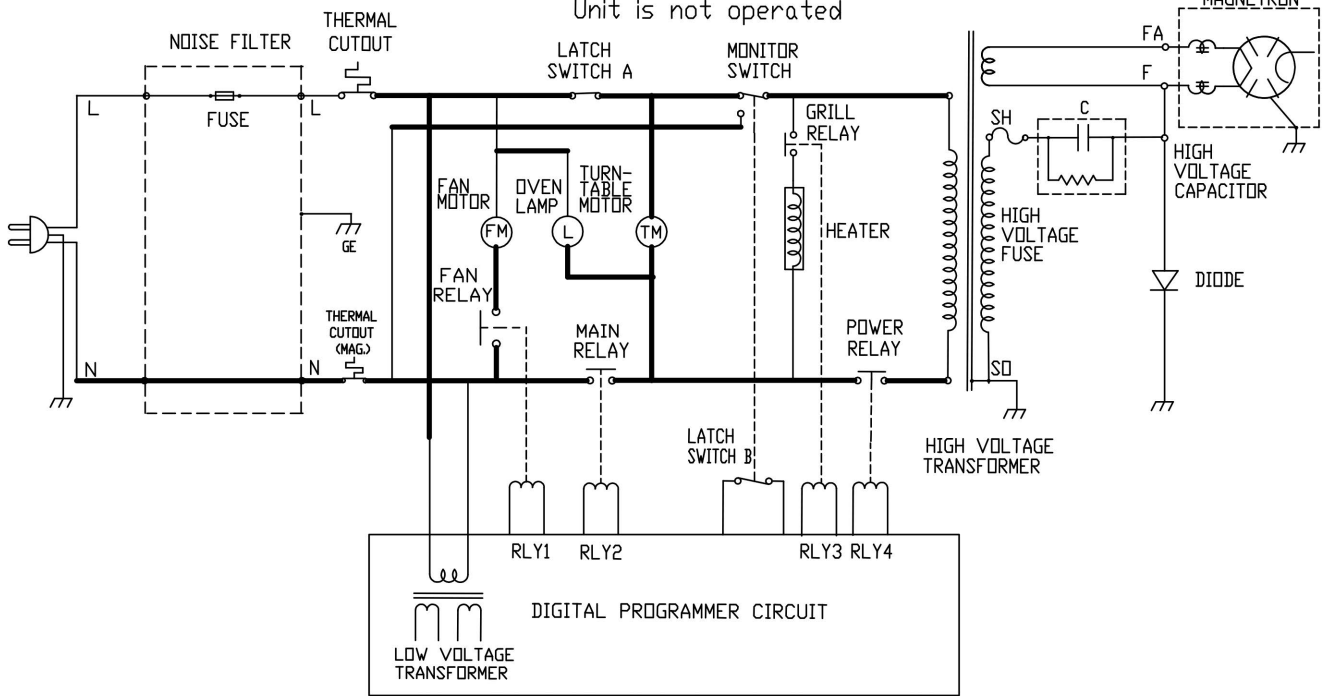 Unit is not operated
MAGNETRON
THERMAL
CUTOUT
NOISE FILTER
LATCH
SWITCH A
MONITOR
SWITCH
FA
F
L
FUSE
L
GRILL
RELAY
SH
C
HIGH
VOLTAGE
CAPACITOR
FAN
MOTOR
OVEN
LAMP
TURN-
TABLE
MOTOR
FM
L
TM
HEATER
HIGH
VOLTAGE
FUSE
GE
FAN
RELAY
DIODE
THERMAL
CUTOUT
(MAG.)
MAIN
RELAY
POWER
RELAY
N
N
SO
LATCH
SWITCH B
HIGH VOLTAGE
TRANSFORMER
RLY1
RLY2
RLY3
RLY4
DIGITAL PROGRAMMER CIRCUIT
LOW VOLTAGE
TRANSFORMER